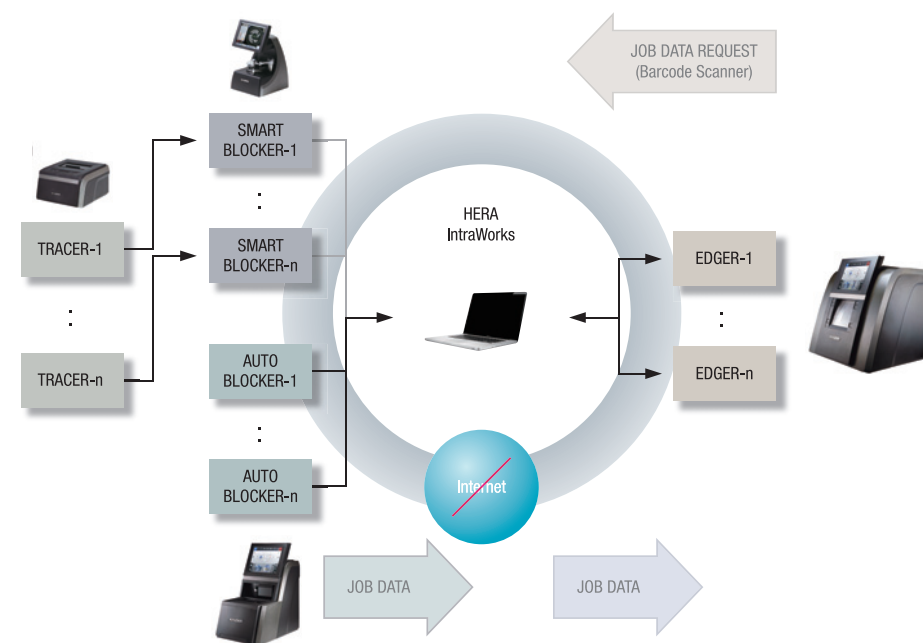 JOB DATA REQUEST
(Barcode Scanner)
SMART
BLOCKER-1
:
TRACER-1
SMART
BLOCKER-n
HERA
IntraWorks
EDGER-1
:
:
TRACER-n
AUTO
BLOCKER-1
EDGER-n
:
AUTO
BLOCKER-n
Internet
JOB DATA
JOB DATA